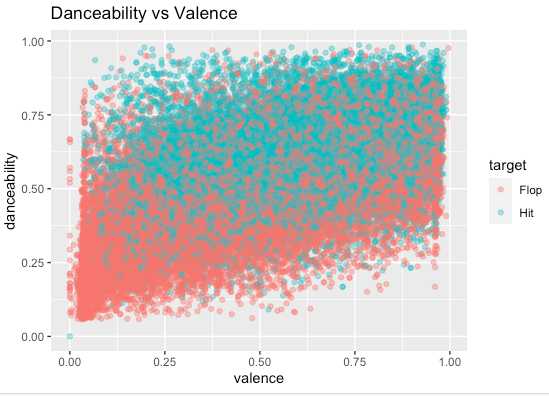 Danceability vs Valence
1.00
0.75
0.50
0.25
0.00
danceability
0.00 0.25 0.50 0.75 1.00
valence
target
Flop
Hit